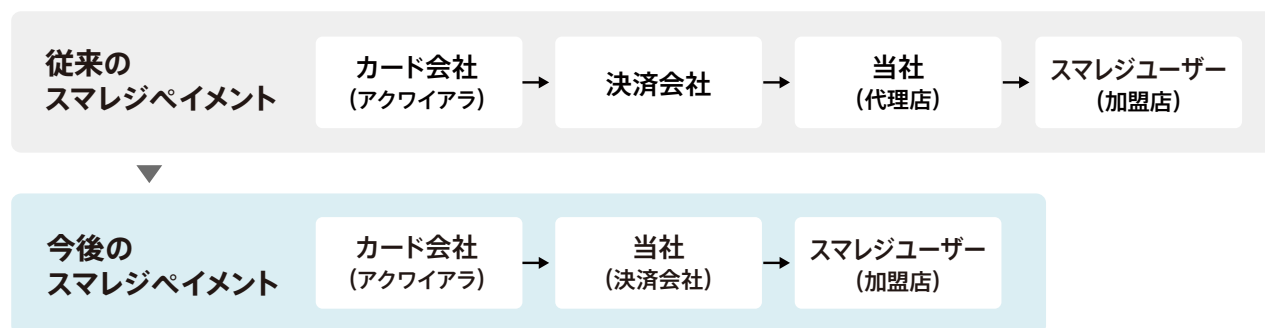 従来の
スマレジペイメント
カード会社
(アクワイアラ)
決済会社
当社
(代理店)
スマレジユーザー
(加盟店)
今後の
スマレジペイメント
カード会社
(アクワイアラ)
当社
(決済会社)
スマレジユーザー
(加盟店)